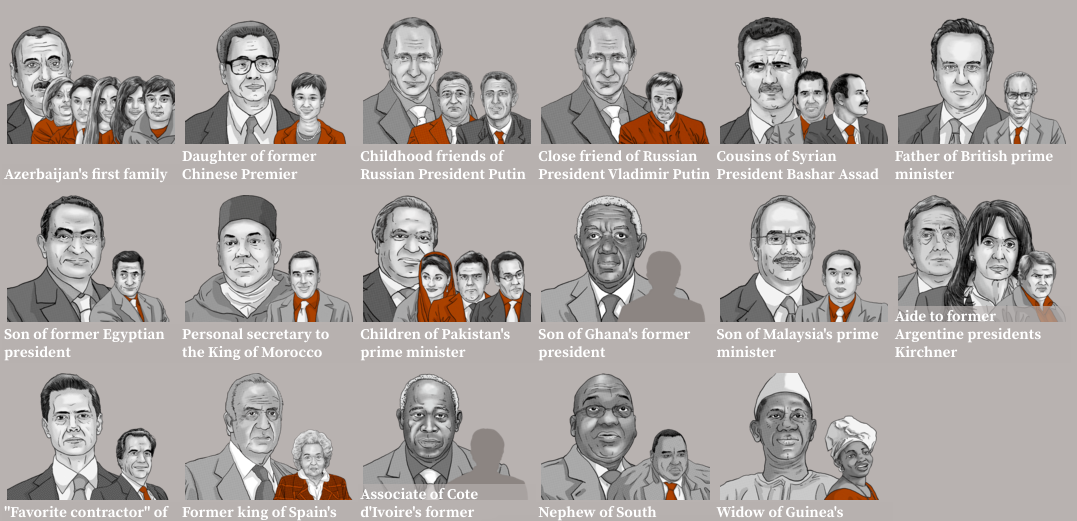 Azerbaijan's first family
Daughter of former
Chinese Premier
Childhood friends of
Russian President Putin
Close friend of Russian
President Vladimir Putin
Cousins of Syrian
President Bashar Assad
Father of British prime
minister
Son of former Egyptian
president
Personal secretary to
the King of Morocco
Children of Pakistan's
prime minister
Son of Ghana's former
president
Son of Malaysia's prime
minister
Aide to former
Argentine presidents
Kirchner
"Favorite contractor" of
Former king of Spain's
Associate of Cote
d'Ivoire's former
Nephew of South
Widow of Guinea's